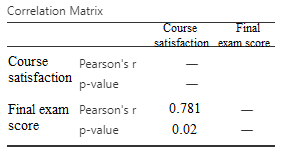 Correlation Matrix
Course Final
satisfaction exam score
Course Pearson's r — 
satisfaction p-value —
Final exam Pearson's r 0.781 —
score p-value 0.02 —